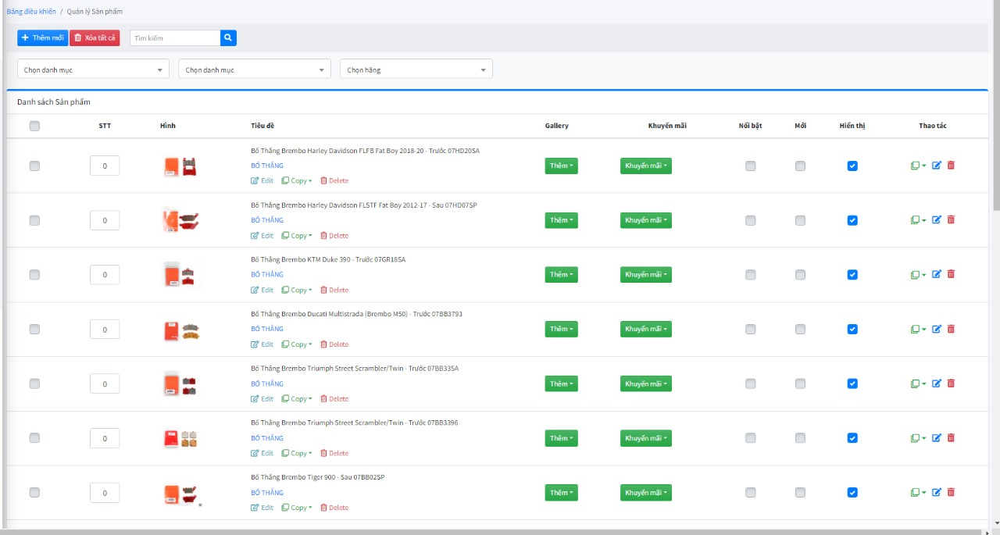 Bảng điều khiển / Quản lý Sản phẩm
Thêm mới Xóa tất cả Tìm kiếm
Chọn danh mục Chọn danh mục Chọn hãng
Danh sách Sản phẩm
STT Hình Tiêu đề Gallery Khuyến mãi Nổi bật Mới Hiển thị Thao tác
Bố Thắng Brembo Harley Davidson FLFB Fat Boy 2018-20 - Trước 07HD20SA
0 BỐ THẮNG Thêm Khuyến mãi
Edit Copy Delete
Bố Thắng Brembo Harley Davidson FLSTF Fat Boy 2012-17 - Sau 07HD07SP
0 BỐ THẮNG Thêm Khuyến mãi
Edit Copy Delete
Bố Thắng Brembo KTM Duke 390 - Trước 07GR18SA
0 BỐ THẮNG Thêm Khuyến mãi
Edit Copy Delete
Bố Thắng Brembo Ducati Multistrada (Brembo M50) - Trước 07BB3793
0 BỐ THẮNG Thêm Khuyến mãi
Edit Copy Delete
Bố Thắng Brembo Triumph Street Scrambler/Twin - Trước 07BB33SA
0 BỐ THẮNG Thêm Khuyến mãi
Edit Copy Delete
Bố Thắng Brembo Triumph Street Scrambler/Twin - Trước 07BB3396
0 BỐ THẮNG Thêm Khuyến mãi
Edit Copy Delete
Bố Thắng Brembo Tiger 900 - Sau 07BB02SP
0 BỐ THẮNG Thêm Khuyến mãi
Edit Copy Delete